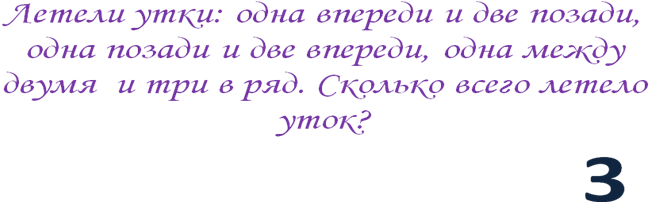 Летели утки: одна впереди и две позади,
одна позади и две впереди, одна между
двумя и три в ряд. Сколько всего летело
уток?
3